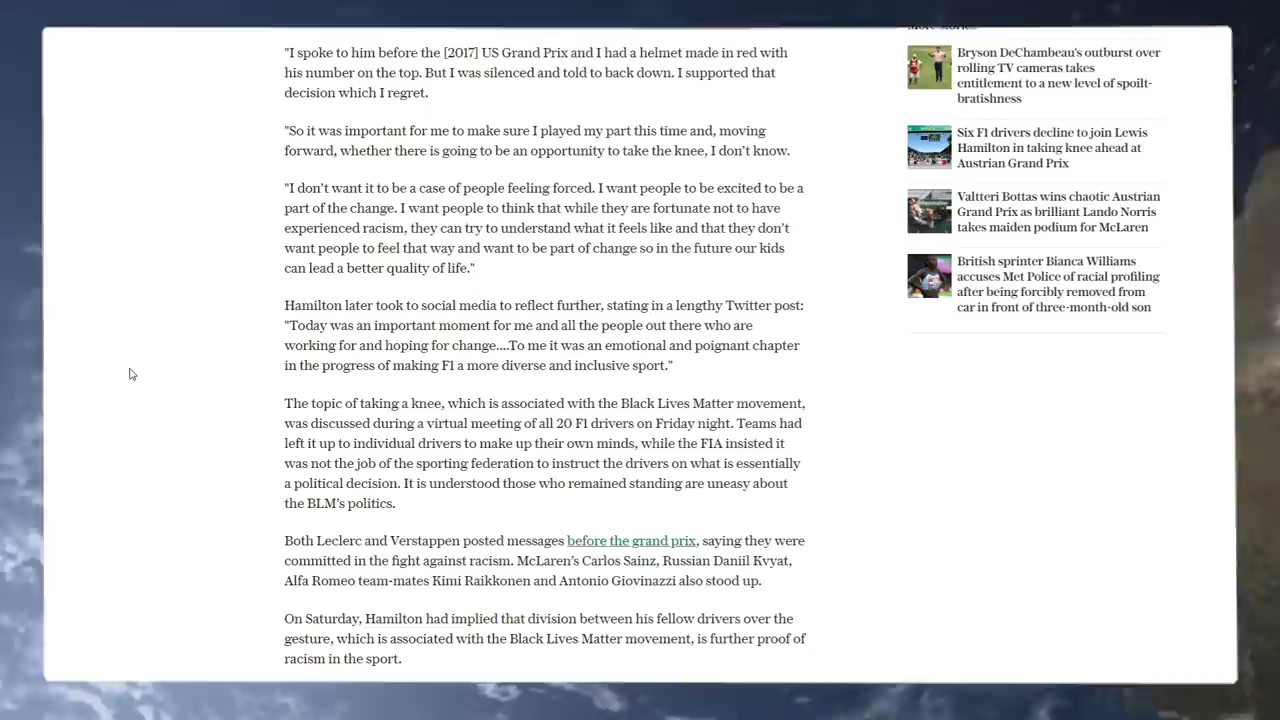 "I spoke to him before the [2017] US Grand Prix and I had a helmet made in red with
his number on the top. But I was silenced and told to back down. I supported that
decision which I regret.
"So it was important for me to make sure I played my part this time and, moving
forward, whether there is going to be an opportunity to take the knee, I don't know.
"I don't want it to be a case of people feeling forced. I want people to be excited to be a
part of the change. I want people to think that while they are fortunate not to have
experienced racism, they can try to understand what it feels like and that they don't
want people to feel that way and want to be part of change so in the future our kids
can lead a better quality of life."
Hamilton later took to social media to reflect further, stating in a lengthy Twitter post:
"Today was an important moment for me and all the people out there who are
working for and hoping for change....To me it was an emotional and poignant chapter
in the progress of making F1 a more diverse and inclusive sport."
The topic of taking a knee, which is associated with the Black Lives Matter movement,
was discussed during a virtual meeting of all 20 F1 drivers on Friday night. Teams had
left it up to individual drivers to make up their own minds, while the FIA insisted it
was not the job of the sporting federation to instruct the drivers on what is essentially
a political decision. It is understood those who remained standing are uneasy about
the BLM's politics.
Both Leclerc and Verstappen posted messages before the grand prix, saying they were
committed in the fight against racism. McLaren's Carlos Sainz, Russian Daniil Kvyat,
Alfa Romeo team-mates Kimi Raikkonen and Antonio Giovinazzi also stood up.
On Saturday, Hamilton had implied that division between his fellow drivers over the
gesture, which is associated with the Black Lives Matter movement, is further proof of
racism in the sport.
Bryson DeChambeau's outburst over
rolling TV cameras takes
entitlement to a new level of spoilt-
bratishness
Six F1 drivers decline to join Lewis
Hamilton in taking knee ahead at
Austrian Grand Prix
Valtteri Bottas wins chaotic Austrian
Grand Prix as brilliant Lando Norris
takes maiden podium for McLaren
British sprinter Bianca Williams
accuses Met Police of racial profiling
after being forcibly removed from
car in front of three-month-old son